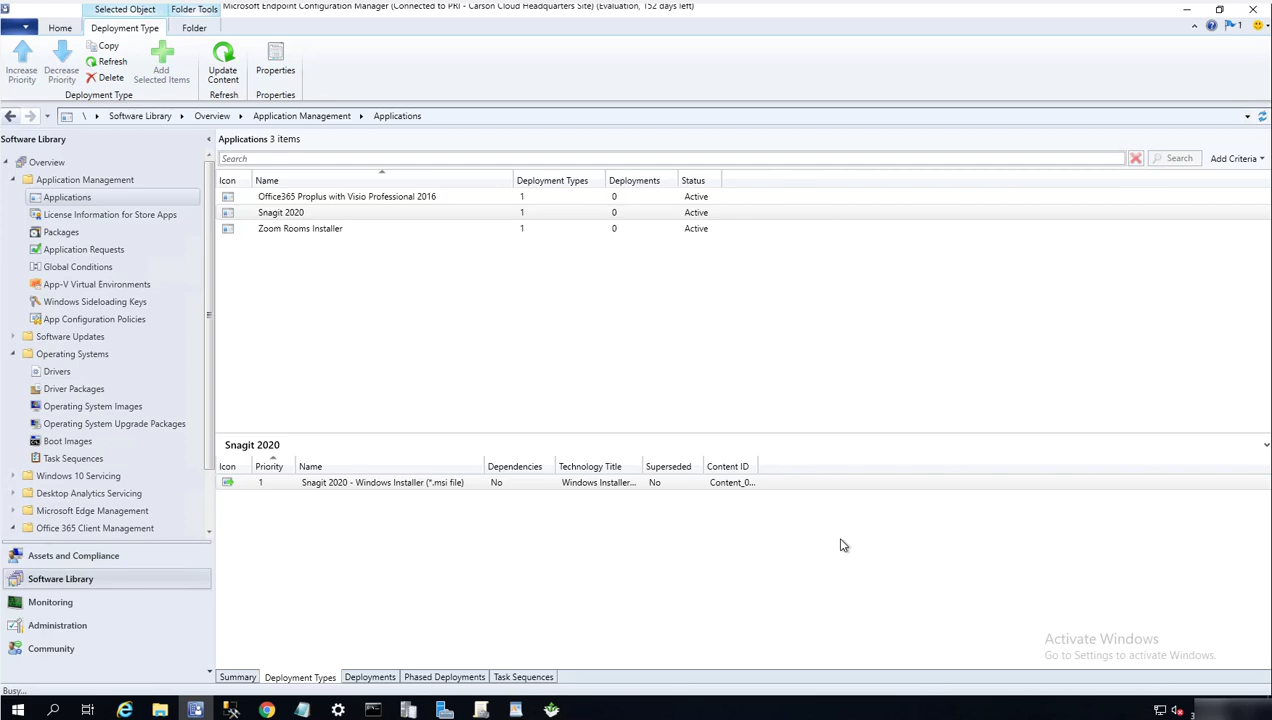 Selected Object Folder Tools Microsoft Endpoint Configuration Manager (Connected to PRI - Carson Cloud Headquarters Site) (Evaluation, 152 days left)
Home Deployment Type Folder 1
Increase Priority Decrease Priority Copy Refresh Delete Add Selected Items Update Content Properties
Deployment Type Refresh Properties
\ Software Library Overview Application Management Applications
Software Library
Overview
Application Management
Applications
License Information for Store Apps
Packages
Application Requests
Global Conditions
App-V Virtual Environments
Windows Sideloading Keys
App Configuration Policies
Software Updates
Operating Systems
Drivers
Driver Packages
Operating System Images
Operating System Upgrade Packages
Boot Images
Task Sequences
Windows 10 Servicing
Desktop Analytics Servicing
Microsoft Edge Management
Office 365 Client Management
Assets and Compliance
Software Library
Monitoring
Administration
Community
Applications 3 items
Search Search Add Criteria
Icon Name Deployment Types Deployments Status
Office365 Proplus with Visio Professional 2016 1 0 Active
Snagit 2020 1 0 Active
Zoom Rooms Installer 1 0 Active
Snagit 2020
Icon Priority Name Dependencies Technology Title Superseded Content ID
1 Snagit 2020 - Windows Installer (*.msi file) No Windows Installer... No Content_0...
Activate Windows
Go to Settings to activate Windows.
Summary Deployment Types Deployments Phased Deployments Task Sequences
Busy...
3